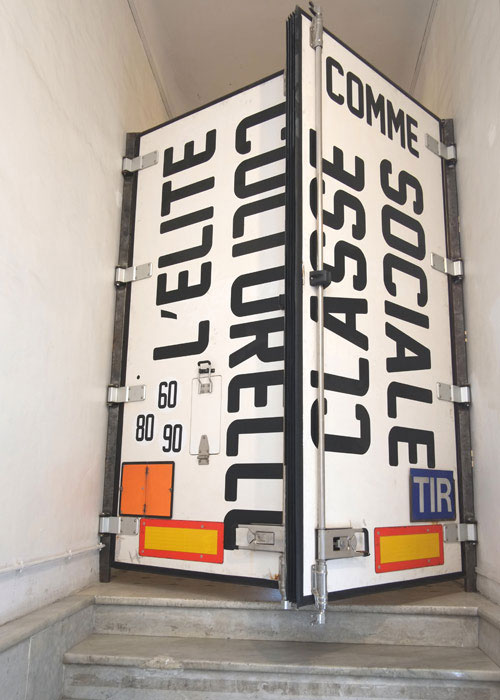 L'ELITE
CULTURELLE
COMME
CLASSE
SOCIALE
60
80
90
TIR